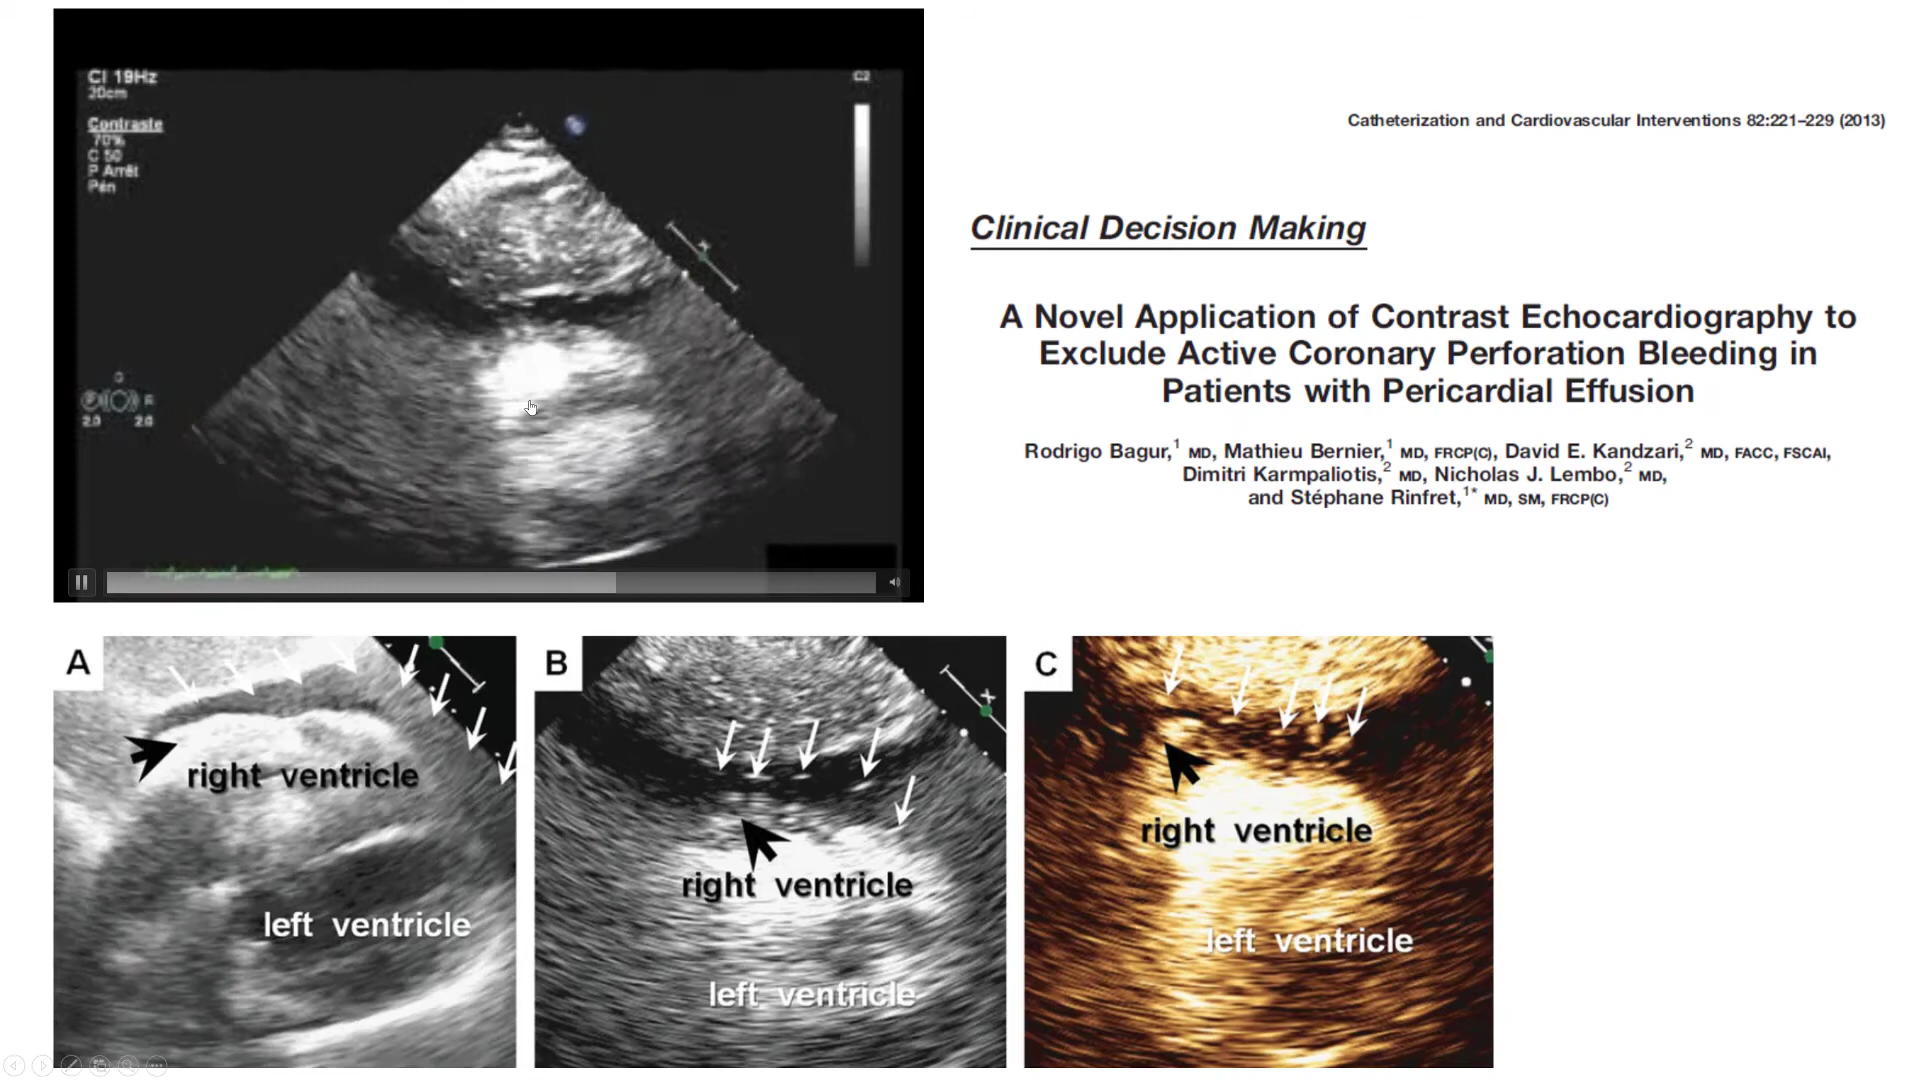 CI 19Hz
20cm
Contraste
70%
C 50
P Arrêt
Pén
C2
X
G
P R
2.0 2.0
Catheterization and Cardiovascular Interventions 82:221–229 (2013)
Clinical Decision Making
A Novel Application of Contrast Echocardiography to
Exclude Active Coronary Perforation Bleeding in
Patients with Pericardial Effusion
Rodrigo Bagur,1 MD, Mathieu Bernier,1 MD, FRCP(C), David E. Kandzari,2 MD, FACC, FSCAI,
Dimitri Karmpaliotis,2 MD, Nicholas J. Lembo,2 MD,
and Stéphane Rinfret,1* MD, SM, FRCP(C)
A
right ventricle
left ventricle
B
X
right ventricle
left ventricle
C
right ventricle
left ventricle